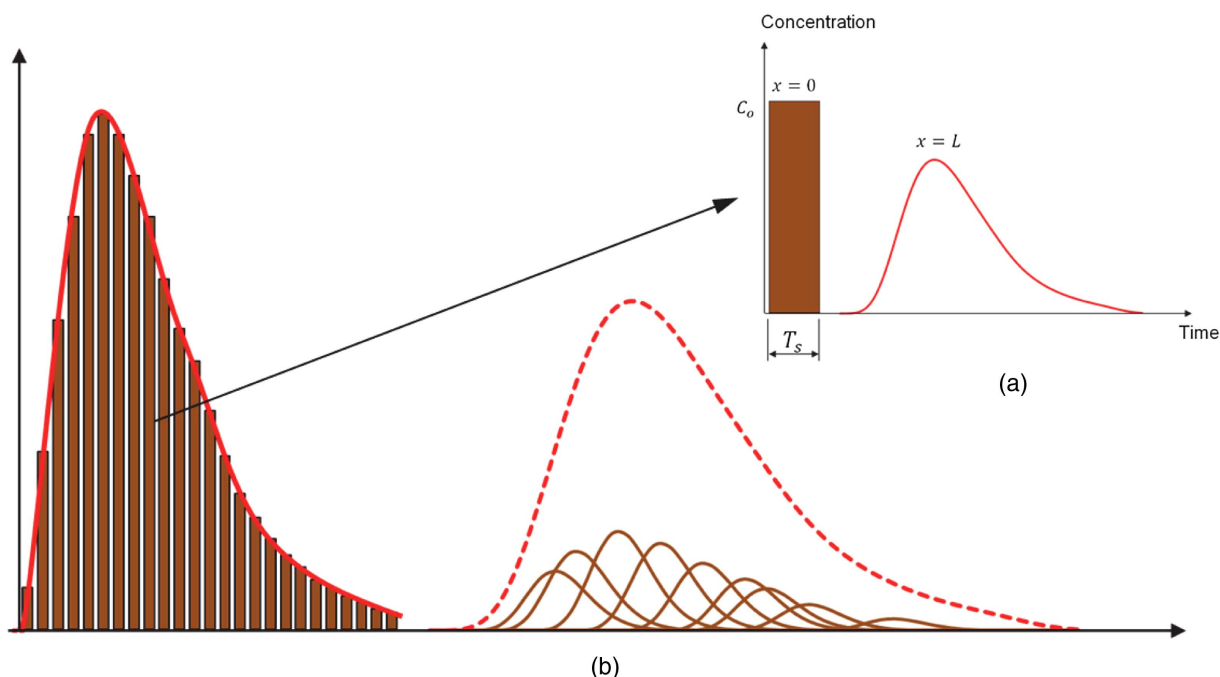 Concentration
x = 0
C_o
x = L
Time
T_s
(a)
(b)